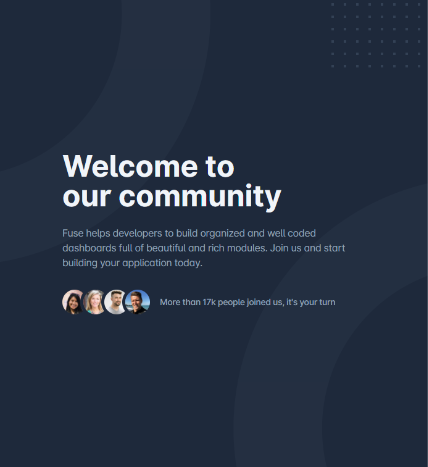 Welcome to
our community
Fuse helps developers to build organized and well coded
dashboards full of beautiful and rich modules. Join us and start
building your application today.
More than 17k people joined us, it's your turn